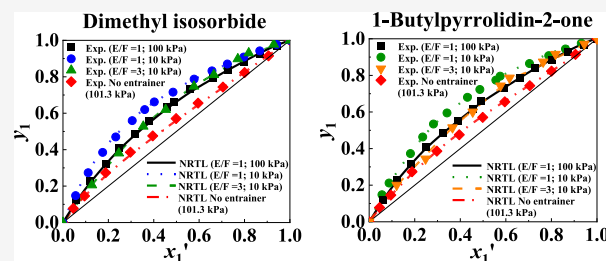 Dimethyl isosorbide
Exp. (E/F =1; 100 kPa)
Exp. (E/F =1; 10 kPa)
Exp. (E/F =3; 10 kPa)
Exp. No entrainer
(101.3 kPa)
NRTL (E/F =1; 100 kPa)
NRTL (E/F =1; 10 kPa)
NRTL (E/F =3; 10 kPa)
NRTL No entrainer
(101.3 kPa)
y₁
1.0
0.8
0.6
0.4
0.2
0.0
0.0 0.2 0.4 0.6 0.8 1.0
x₁'
1-Butylpyrrolidin-2-one
Exp. (E/F =1; 100 kPa)
Exp. (E/F =1; 10 kPa)
Exp. (E/F =3; 10 kPa)
Exp. No entrainer
(101.3 kPa)
NRTL (E/F =1; 100 kPa)
NRTL (E/F =1; 10 kPa)
NRTL (E/F =3; 10 kPa)
NRTL No entrainer
(101.3 kPa)
y₁
1.0
0.8
0.6
0.4
0.2
0.0
0.0 0.2 0.4 0.6 0.8 1.0
x₁'